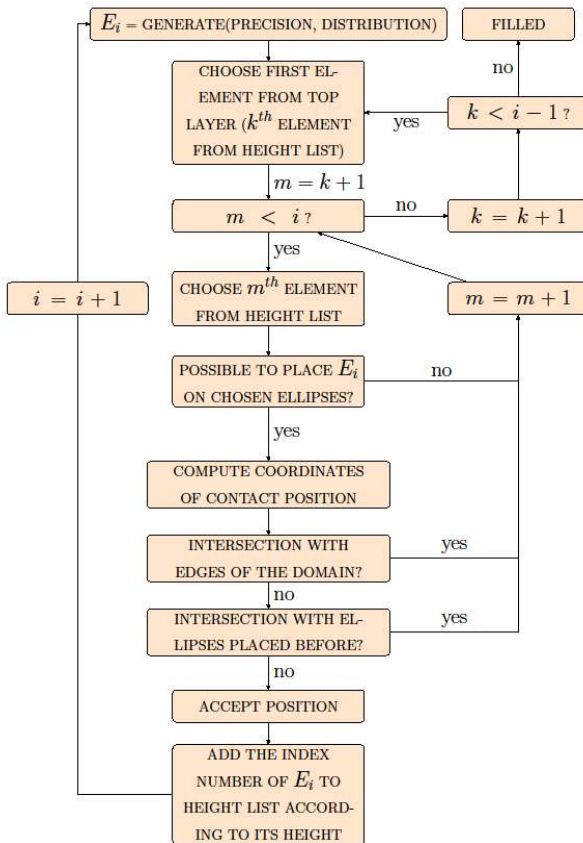 E_i = GENERATE(PRECISION, DISTRIBUTION)
FILLED
no
CHOOSE FIRST EL-
EMENT FROM TOP
LAYER (k^th ELEMENT
FROM HEIGHT LIST)
yes
k < i − 1 ?
m = k + 1
m < i ?
no
k = k + 1
yes
i = i + 1
CHOOSE m^th ELEMENT
FROM HEIGHT LIST
m = m + 1
POSSIBLE TO PLACE E_i
ON CHOSEN ELLIPSES?
no
yes
COMPUTE COORDINATES
OF CONTACT POSITION
INTERSECTION WITH
EDGES OF THE DOMAIN?
yes
no
INTERSECTION WITH EL-
LIPSES PLACED BEFORE?
yes
no
ACCEPT POSITION
ADD THE INDEX
NUMBER OF E_i TO
HEIGHT LIST ACCORD-
ING TO ITS HEIGHT